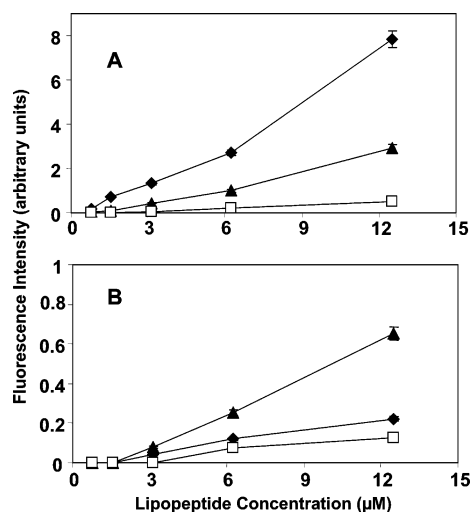 Fluorescence Intensity (arbitrary units)
A
8
6
4
2
0
0 3 6 9 12 15
B
1
0.8
0.6
0.4
0.2
0
0 3 6 9 12 15
Lipopeptide Concentration (µM)